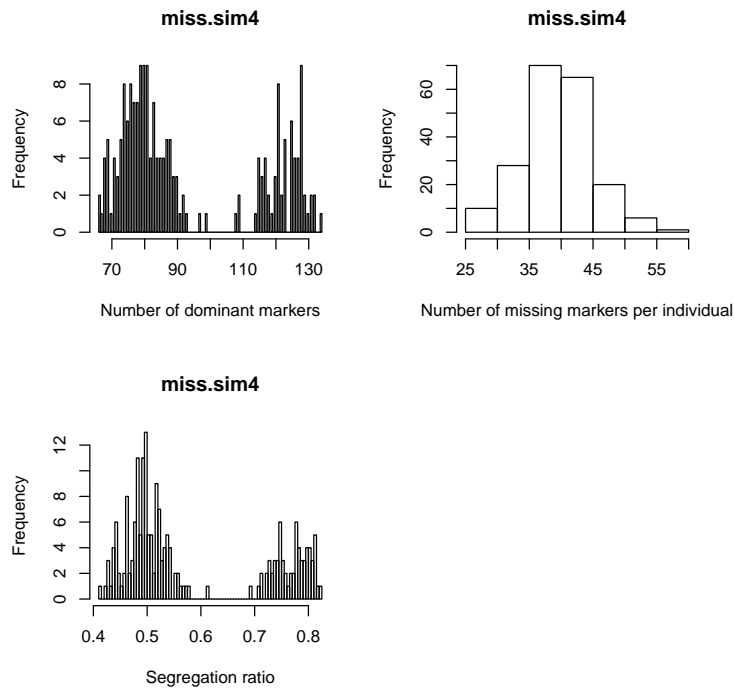 miss.sim4
Frequency
0 2 4 6 8
70 90 110 130
Number of dominant markers
miss.sim4
Frequency
0 20 40 60
25 35 45 55
Number of missing markers per individual
miss.sim4
Frequency
0 2 4 6 8 12
0.4 0.5 0.6 0.7 0.8
Segregation ratio